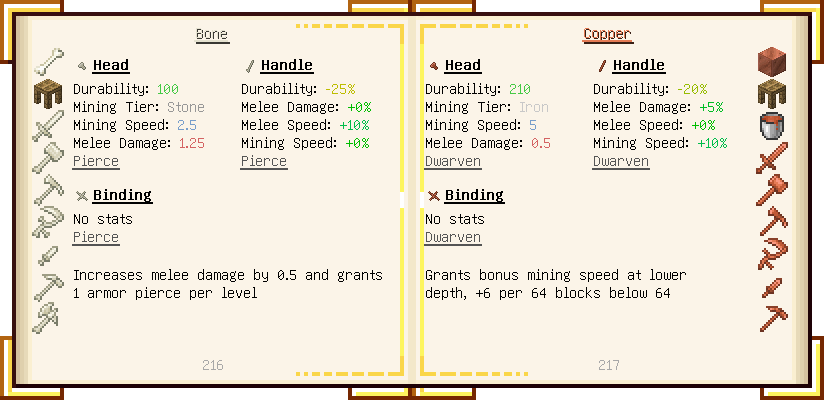 Bone
Head
Durability: 100
Mining Tier: Stone
Mining Speed: 2.5
Melee Damage: 1.25
Pierce
Handle
Durability: -25%
Melee Damage: +0%
Melee Speed: +10%
Mining Speed: +0%
Pierce
Binding
No stats
Pierce
Increases melee damage by 0.5 and grants
1 armor pierce per level
216
Copper
Head
Durability: 210
Mining Tier: Iron
Mining Speed: 5
Melee Damage: 0.5
Dwarven
Handle
Durability: -20%
Melee Damage: +5%
Melee Speed: +0%
Mining Speed: +10%
Dwarven
Binding
No stats
Dwarven
Grants bonus mining speed at lower
depth, +6 per 64 blocks below 64
217